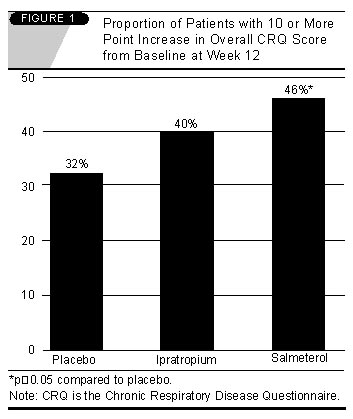 FIGURE 1
Proportion of Patients with 10 or More
Point Increase in Overall CRQ Score
from Baseline at Week 12
50
40
30
20
10
0
32%
40%
46%*
Placebo
Ipratropium
Salmeterol
*p□0.05 compared to placebo.
Note: CRQ is the Chronic Respiratory Disease Questionnaire.